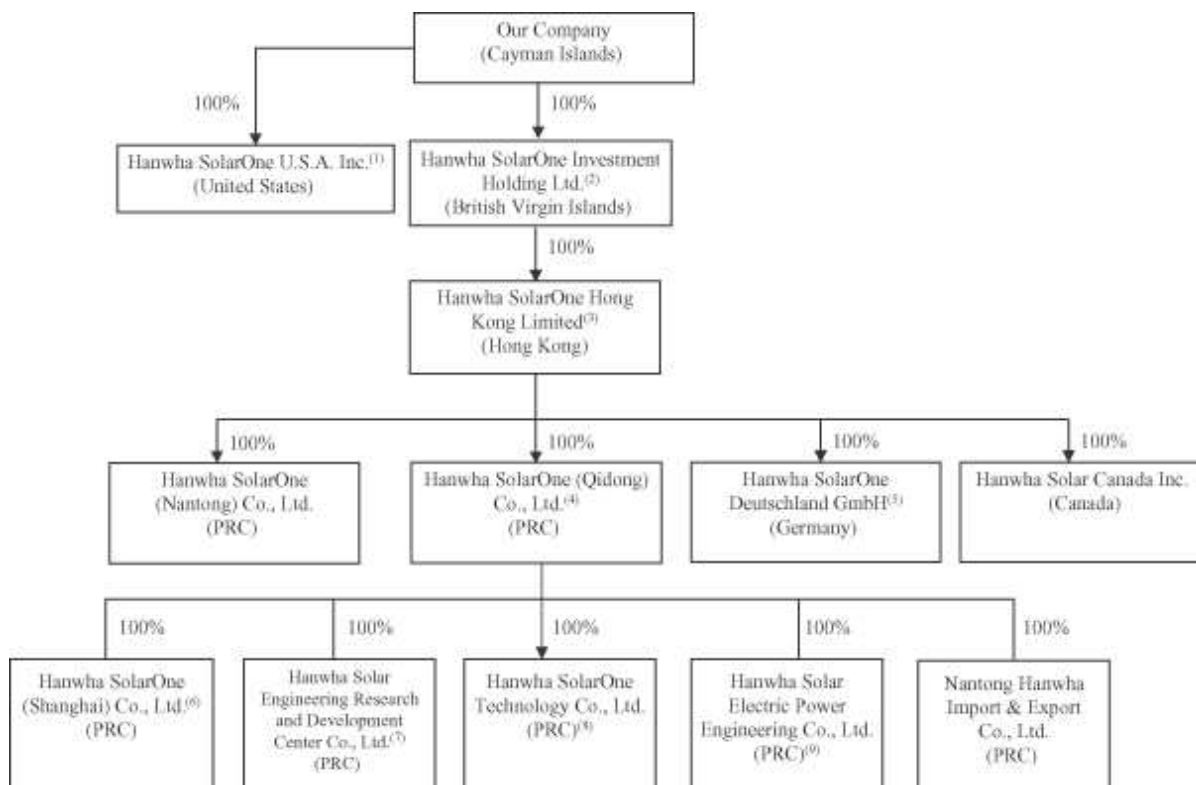 Our Company
(Cayman Islands)
100%
100%
Hanwha SolarOne U.S.A. Inc.(1)
(United States)
Hanwha SolarOne Investment
Holding Ltd.(2)
(British Virgin Islands)
100%
Hanwha SolarOne Hong
Kong Limited(3)
(Hong Kong)
100%
100%
100%
100%
Hanwha SolarOne
(Nantong) Co., Ltd.
(PRC)
Hanwha SolarOne (Qidong)
Co., Ltd.(4)
(PRC)
Hanwha SolarOne
Deutschland GmbH(5)
(Germany)
Hanwha Solar Canada Inc.
(Canada)
100%
100%
100%
100%
100%
Hanwha SolarOne
(Shanghai) Co., Ltd.(6)
(PRC)
Hanwha Solar
Engineering Research
and Development
Center Co., Ltd.(7)
(PRC)
Hanwha SolarOne
Technology Co., Ltd.
(PRC)(8)
Hanwha Solar
Electric Power
Engineering Co., Ltd.
(PRC)(9)
Nantong Hanwha
Import & Export
Co., Ltd.
(PRC)